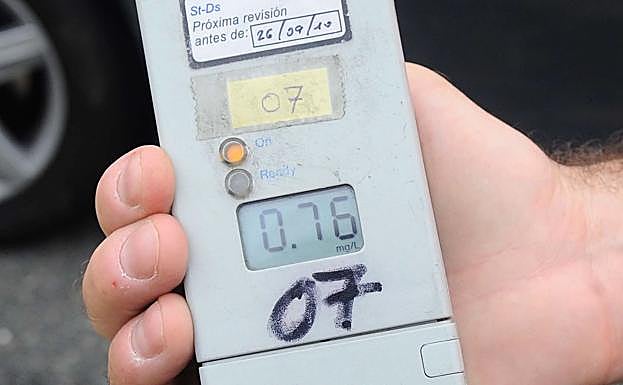 St-Ds
Próxima revisión
antes de: 26/09/10
07
On
Ready
0.76
mg/L
07